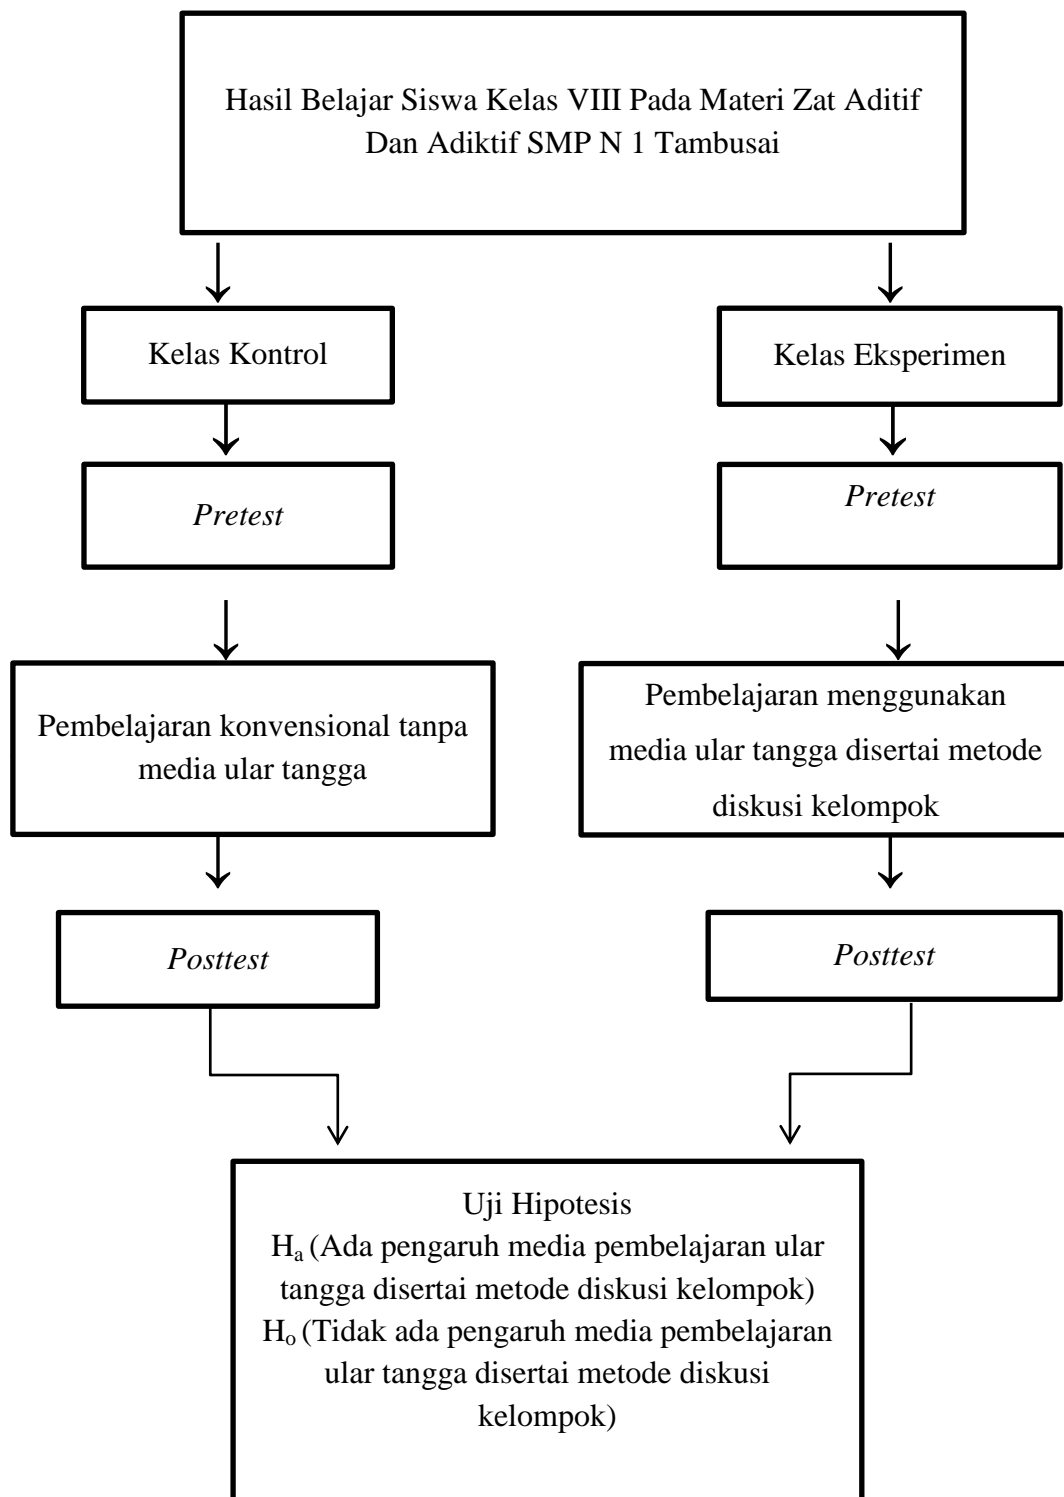 Hasil Belajar Siswa Kelas VIII Pada Materi Zat Aditif
Dan Adiktif SMP N 1 Tambusai
Kelas Kontrol
Kelas Eksperimen
Pretest
Pretest
Pembelajaran konvensional tanpa
media ular tangga
Pembelajaran menggunakan
media ular tangga disertai metode
diskusi kelompok
Posttest
Posttest
Uji Hipotesis
Ha (Ada pengaruh media pembelajaran ular
tangga disertai metode diskusi kelompok)
Ho (Tidak ada pengaruh media pembelajaran
ular tangga disertai metode diskusi
kelompok)